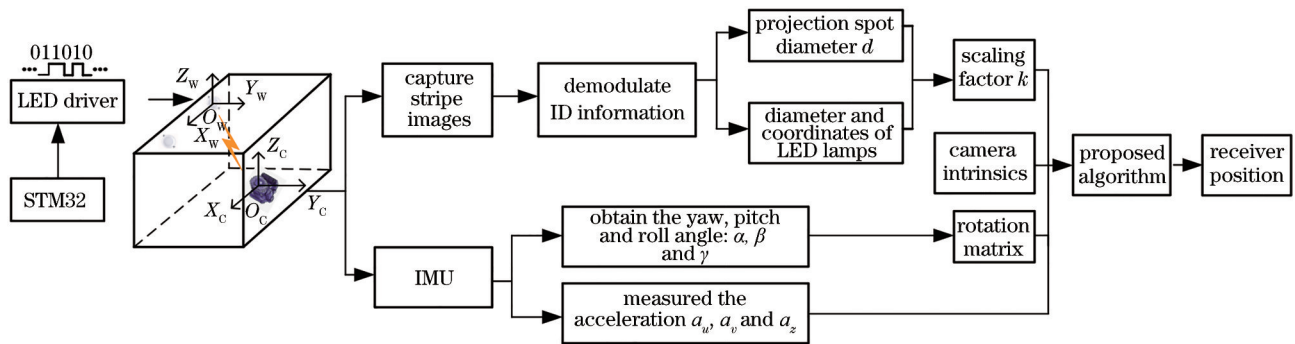 011010
LED driver
STM32
Z_W
Y_W
O_W
X_W
Z_C
X_C
O_C
Y_C
capture
stripe
images
demodulate
ID information
projection spot
diameter d
diameter and
coordinates of
LED lamps
scaling
factor k
camera
intrinsics
proposed
algorithm
receiver
position
IMU
obtain the yaw, pitch
and roll angle: α, β
and γ
rotation
matrix
measured the
acceleration a_u, a_v and a_z